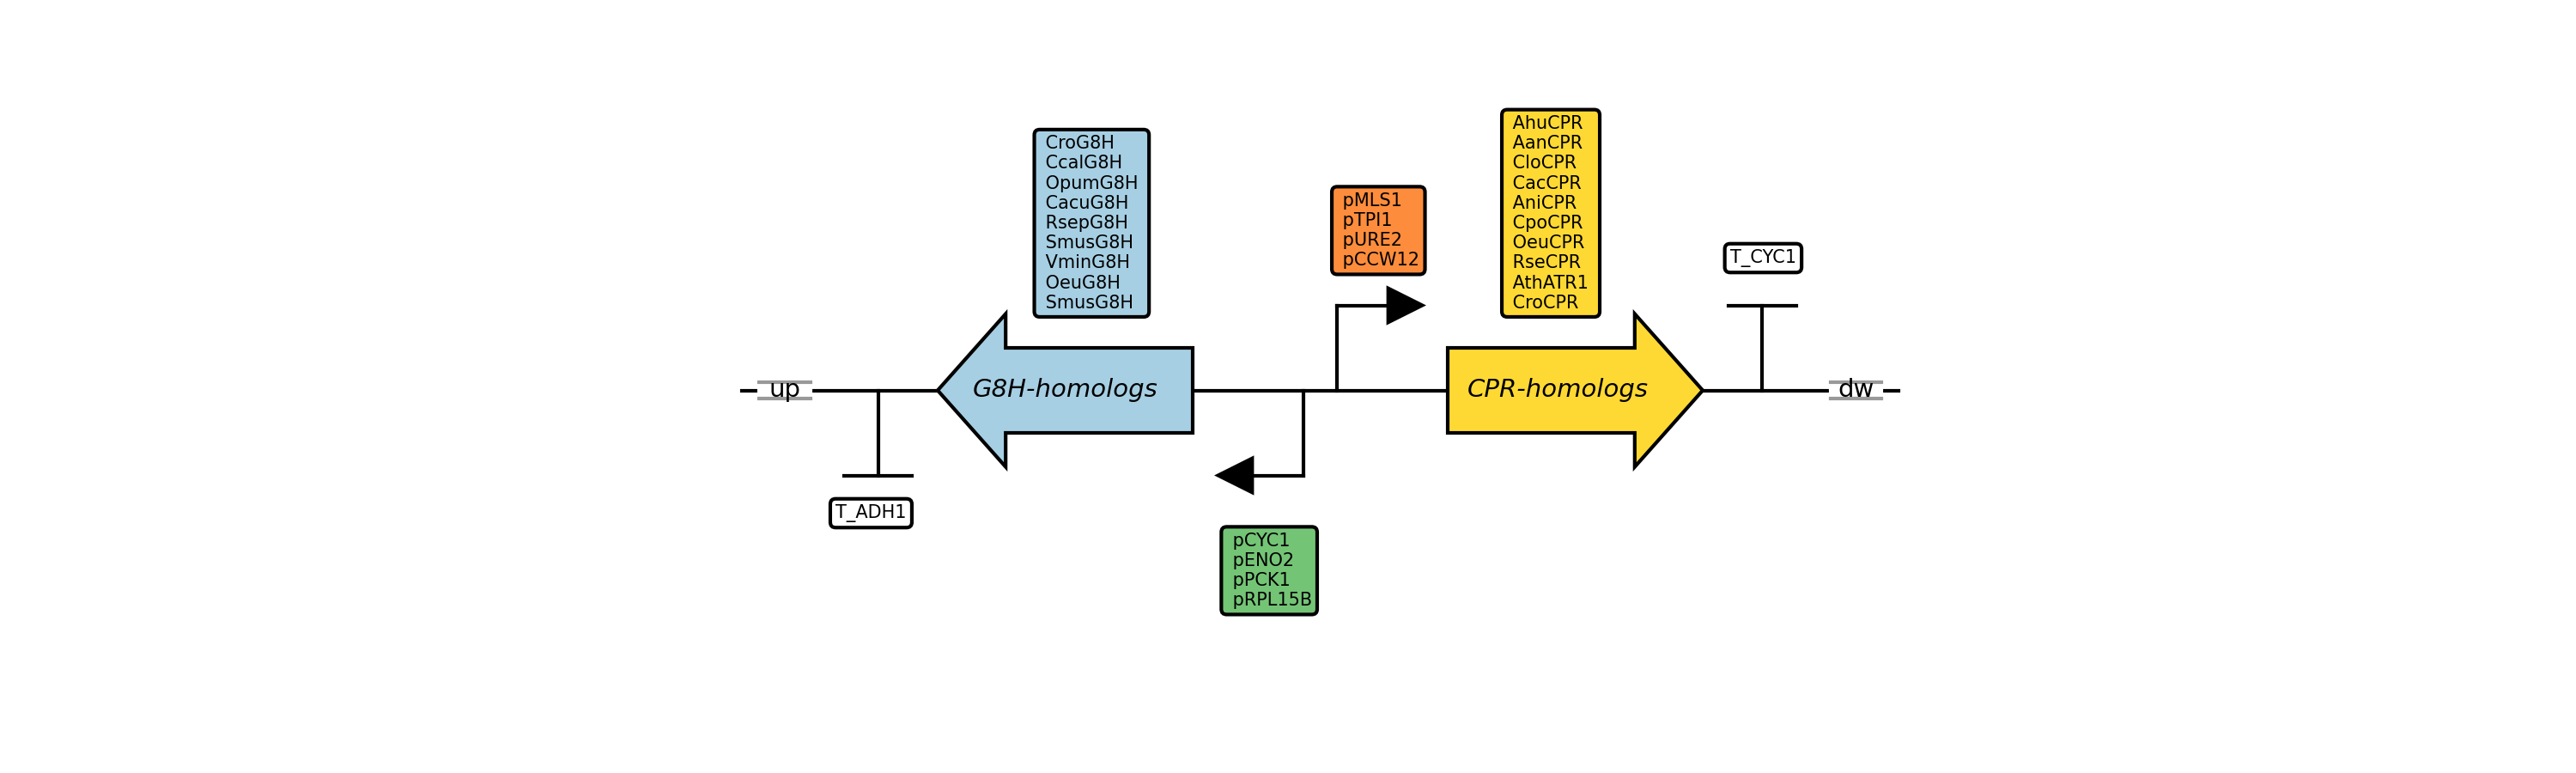 CroG8H
CcalG8H
OpumG8H
CacuG8H
RsepG8H
SmusG8H
VminG8H
OeuG8H
SmusG8H
pMLS1
pTPI1
pURE2
pCCW12
AhuCPR
AanCPR
CloCPR
CacCPR
AniCPR
CpoCPR
OeuCPR
RseCPR
AthATR1
CroCPR
T_CYC1
up
G8H-homologs
CPR-homologs
dw
T_ADH1
pCYC1
pENO2
pPCK1
pRPL15B